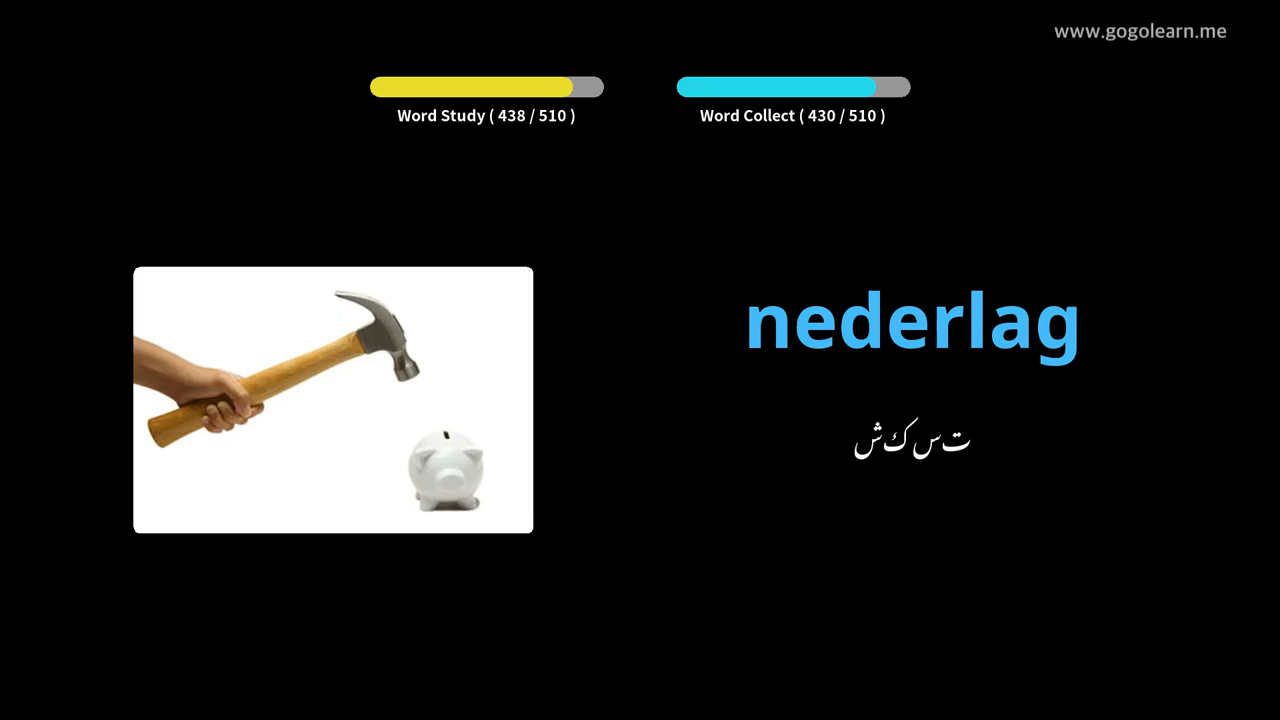 www.gogolearn.me
Word Study ( 438 / 510 )
Word Collect ( 430 / 510 )
nederlag
ت س ک ش